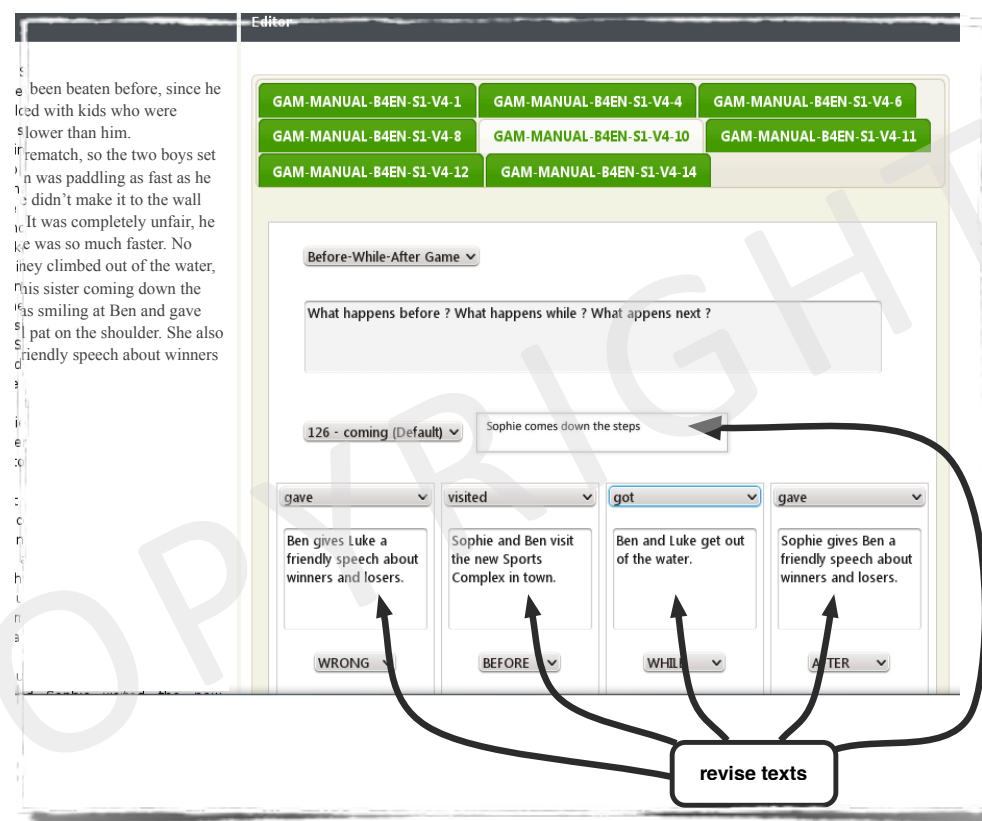 Editor
been beaten before, since he
with kids who were
slower than him.
rematch, so the two boys set
was paddling as fast as he
didn't make it to the wall
It was completely unfair, he
was so much faster. No
they climbed out of the water,
his sister coming down the
as smiling at Ben and gave
pat on the shoulder. She also
friendly speech about winners
GAM-MANUAL-B4EN-S1-V4-1
GAM-MANUAL-B4EN-S1-V4-4
GAM-MANUAL-B4EN-S1-V4-6
GAM-MANUAL-B4EN-S1-V4-8
GAM-MANUAL-B4EN-S1-V4-10
GAM-MANUAL-B4EN-S1-V4-11
GAM-MANUAL-B4EN-S1-V4-12
GAM-MANUAL-B4EN-S1-V4-14
Before-While-After Game
What happens before ? What happens while ? What appens next ?
126 - coming (Default)
Sophie comes down the steps
gave
Ben gives Luke a
friendly speech about
winners and losers.
WRONG
visited
Sophie and Ben visit
the new Sports
Complex in town.
BEFORE
got
Ben and Luke get out
of the water.
WHILE
gave
Sophie gives Ben a
friendly speech about
winners and losers.
AFTER
revise texts
OPYRIGHT